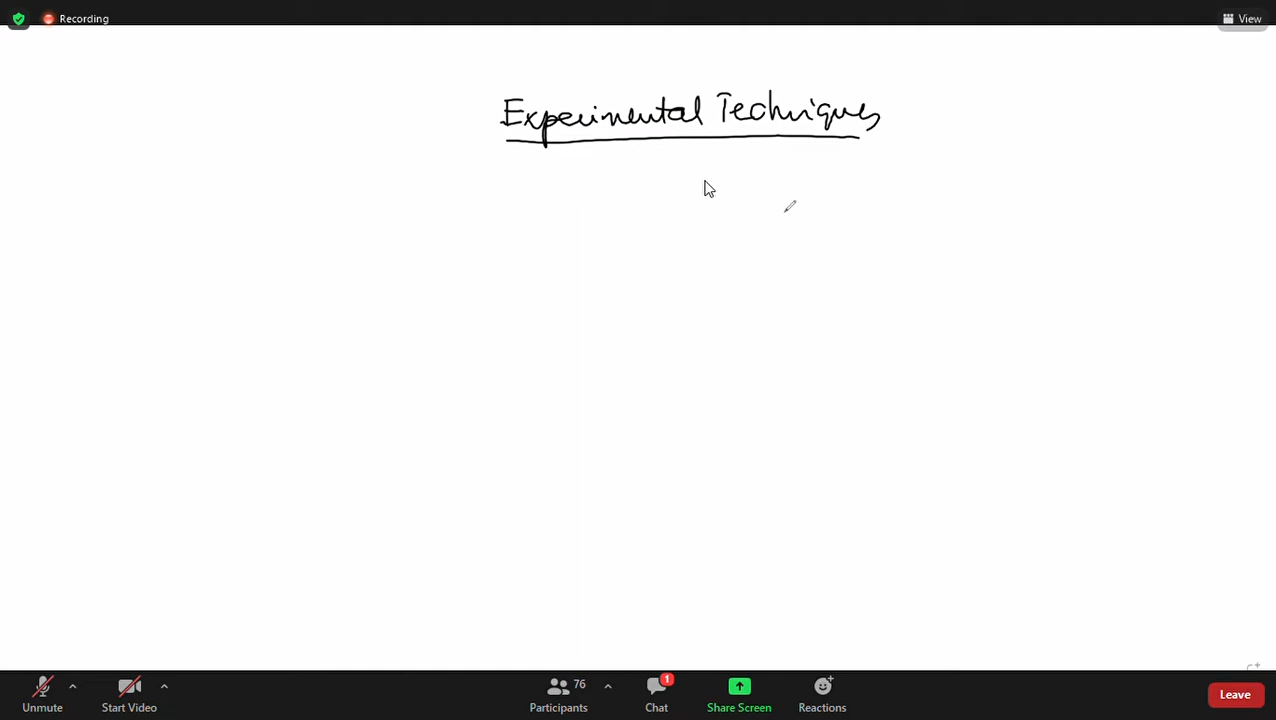 Recording
View
Experimental Techniques
Unmute
Start Video
76
Participants
1
Chat
Share Screen
Reactions
Leave